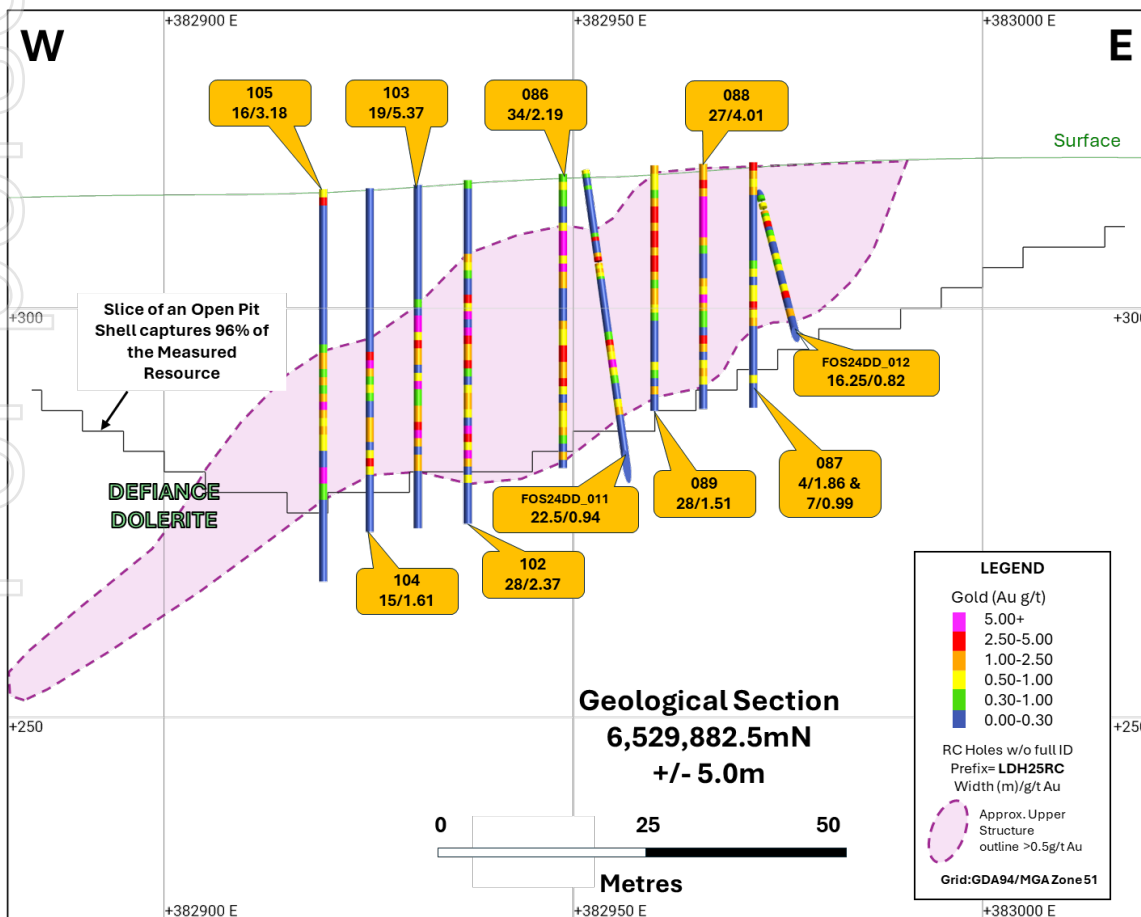 +382900 E
+382950 E
+383000 E
W
E
105
16/3.18
103
19/5.37
086
34/2.19
088
27/4.01
Surface
+300
+300
Slice of an Open Pit
Shell captures 96% of
the Measured
Resource
FOS24DD_012
16.25/0.82
DEFIANCE
DOLERITE
FOS24DD_011
22.5/0.94
089
28/1.51
087
4/1.86 &
7/0.99
104
15/1.61
102
28/2.37
LEGEND
Gold (Au g/t)
5.00+
2.50-5.00
1.00-2.50
0.50-1.00
0.30-1.00
0.00-0.30
RC Holes w/o full ID
Prefix= LDH25RC
Width (m)/g/t Au
Approx. Upper
Structure
outline >0.5g/t Au
Grid:GDA94/MGA Zone 51
+250
+250
Geological Section
6,529,882.5mN
+/- 5.0m
0
25
50
Metres
+382900 E
+383000 E